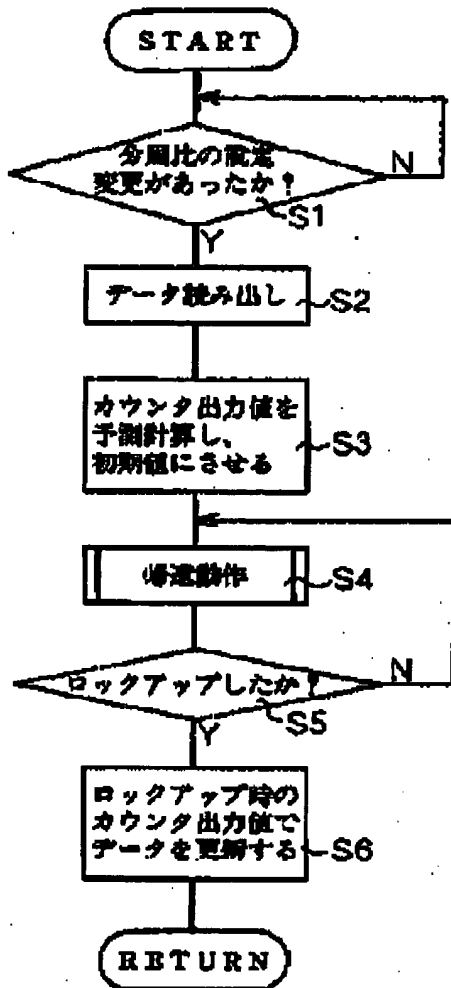 START
分周比の設定
変更があったか?
N
S1
Y
データ読み出し
S2
カウンタ出力値を
予測計算し、
初期値にさせる
S3
帰還動作
S4
ロックアップしたか?
N
S5
Y
ロックアップ時の
カウンタ出力値で
データを更新する
S6
RETURN